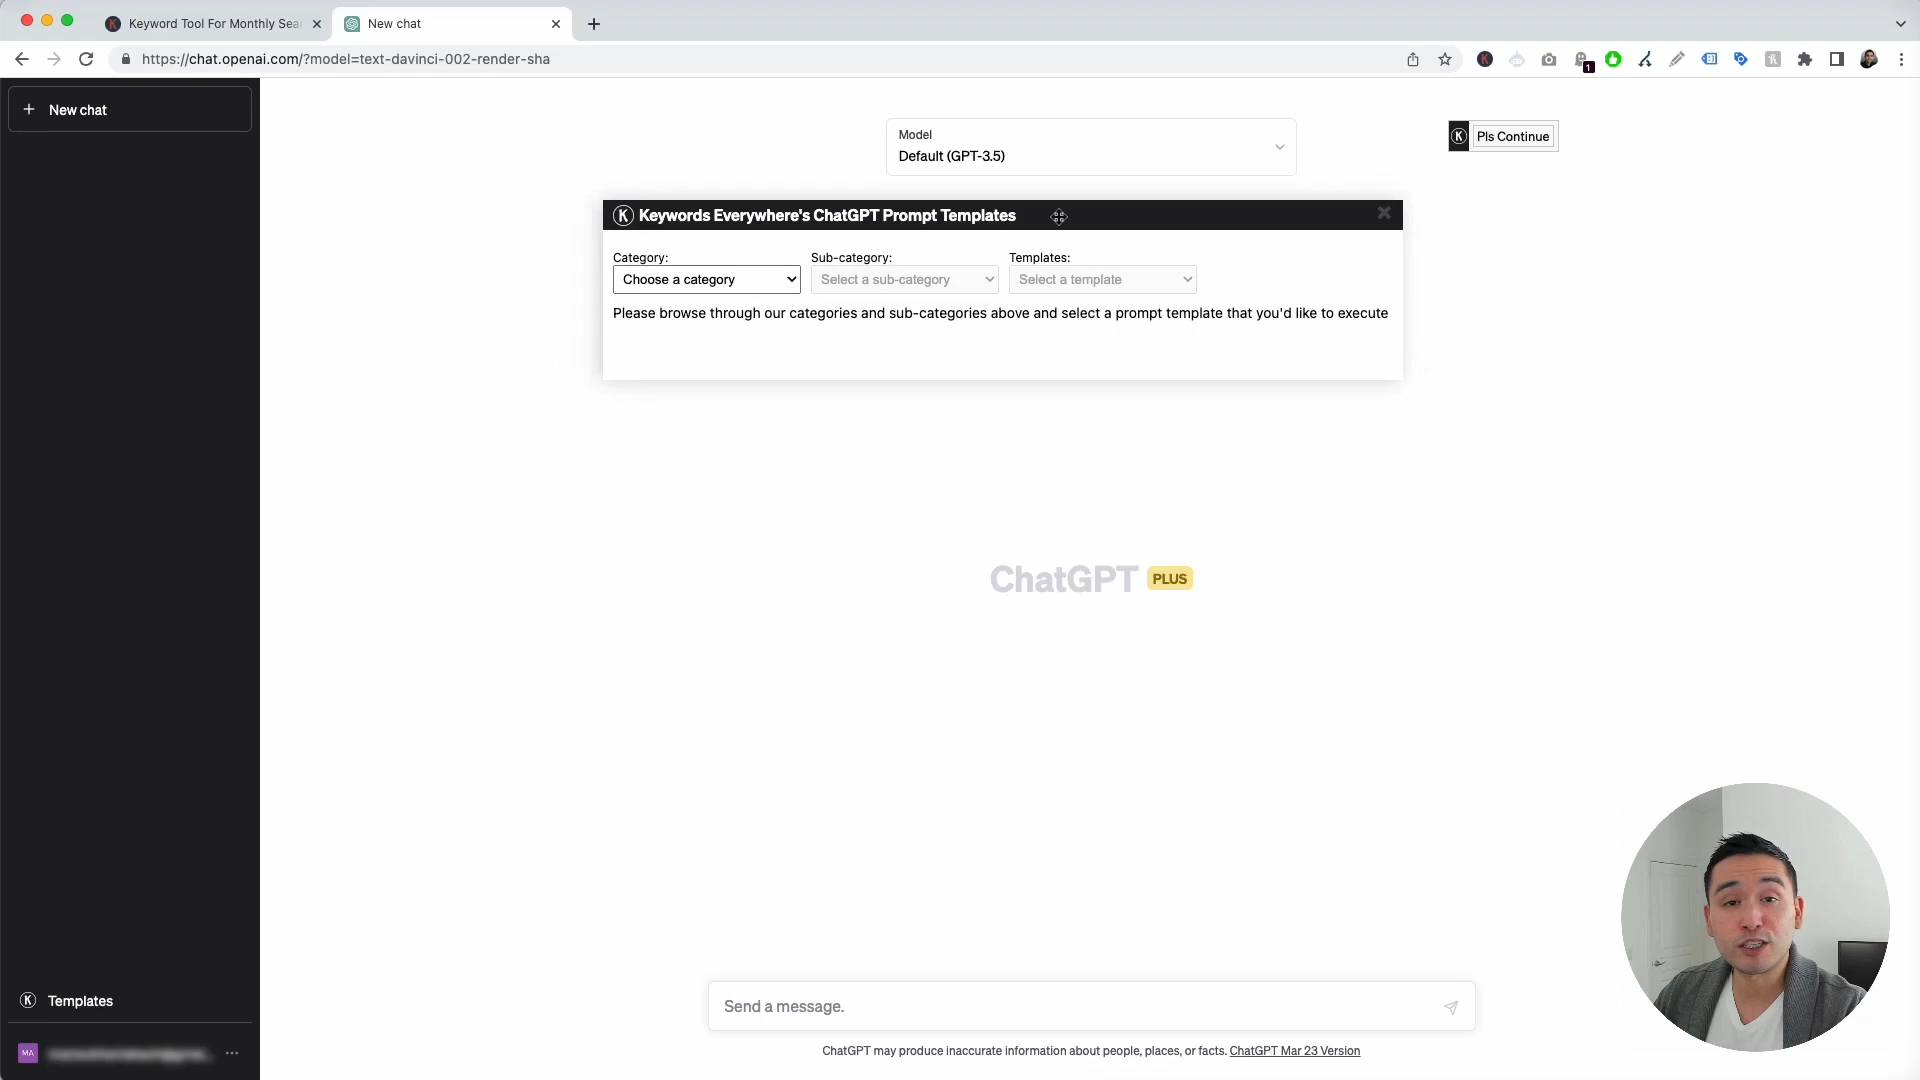 Keyword Tool For Monthly Sear
New chat
https://chat.openai.com/?model=text-davinci-002-render-sha
1
New chat
Model
Default (GPT-3.5)
K
Pls Continue
K Keywords Everywhere's ChatGPT Prompt Templates
Category:
Sub-category:
Templates:
Choose a category
Select a sub-category
Select a template
Please browse through our categories and sub-categories above and select a prompt template that you'd like to execute
ChatGPT PLUS
K Templates
Send a message.
MA
ChatGPT may produce inaccurate information about people, places, or facts. ChatGPT Mar 23 Version